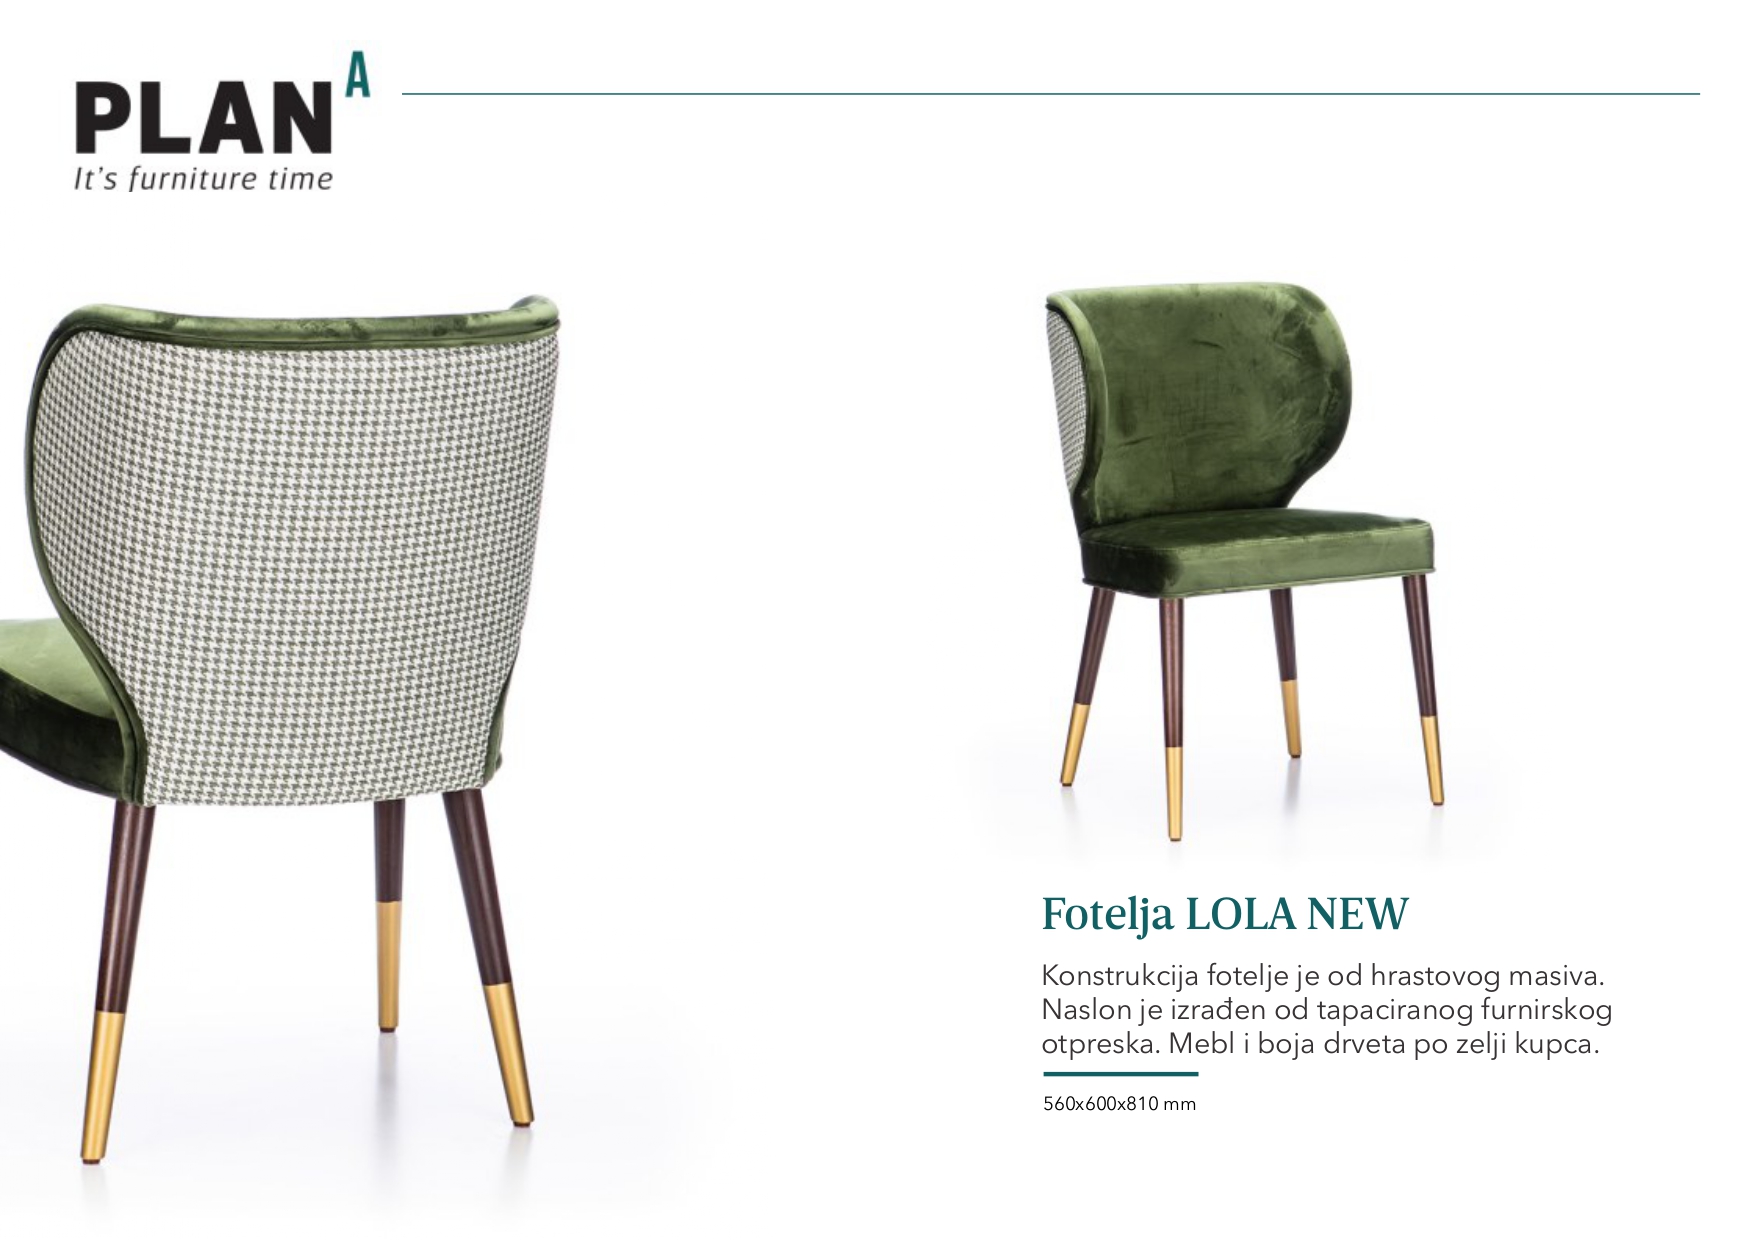 PLAN A
It's furniture time
Fotelja LOLA NEW
Konstrukcija fotelje je od hrastovog masiva.
Naslon je izrađen od tapaciranog furnirskog
otpreska. Mebl i boja drveta po zelji kupca.
560x600x810 mm